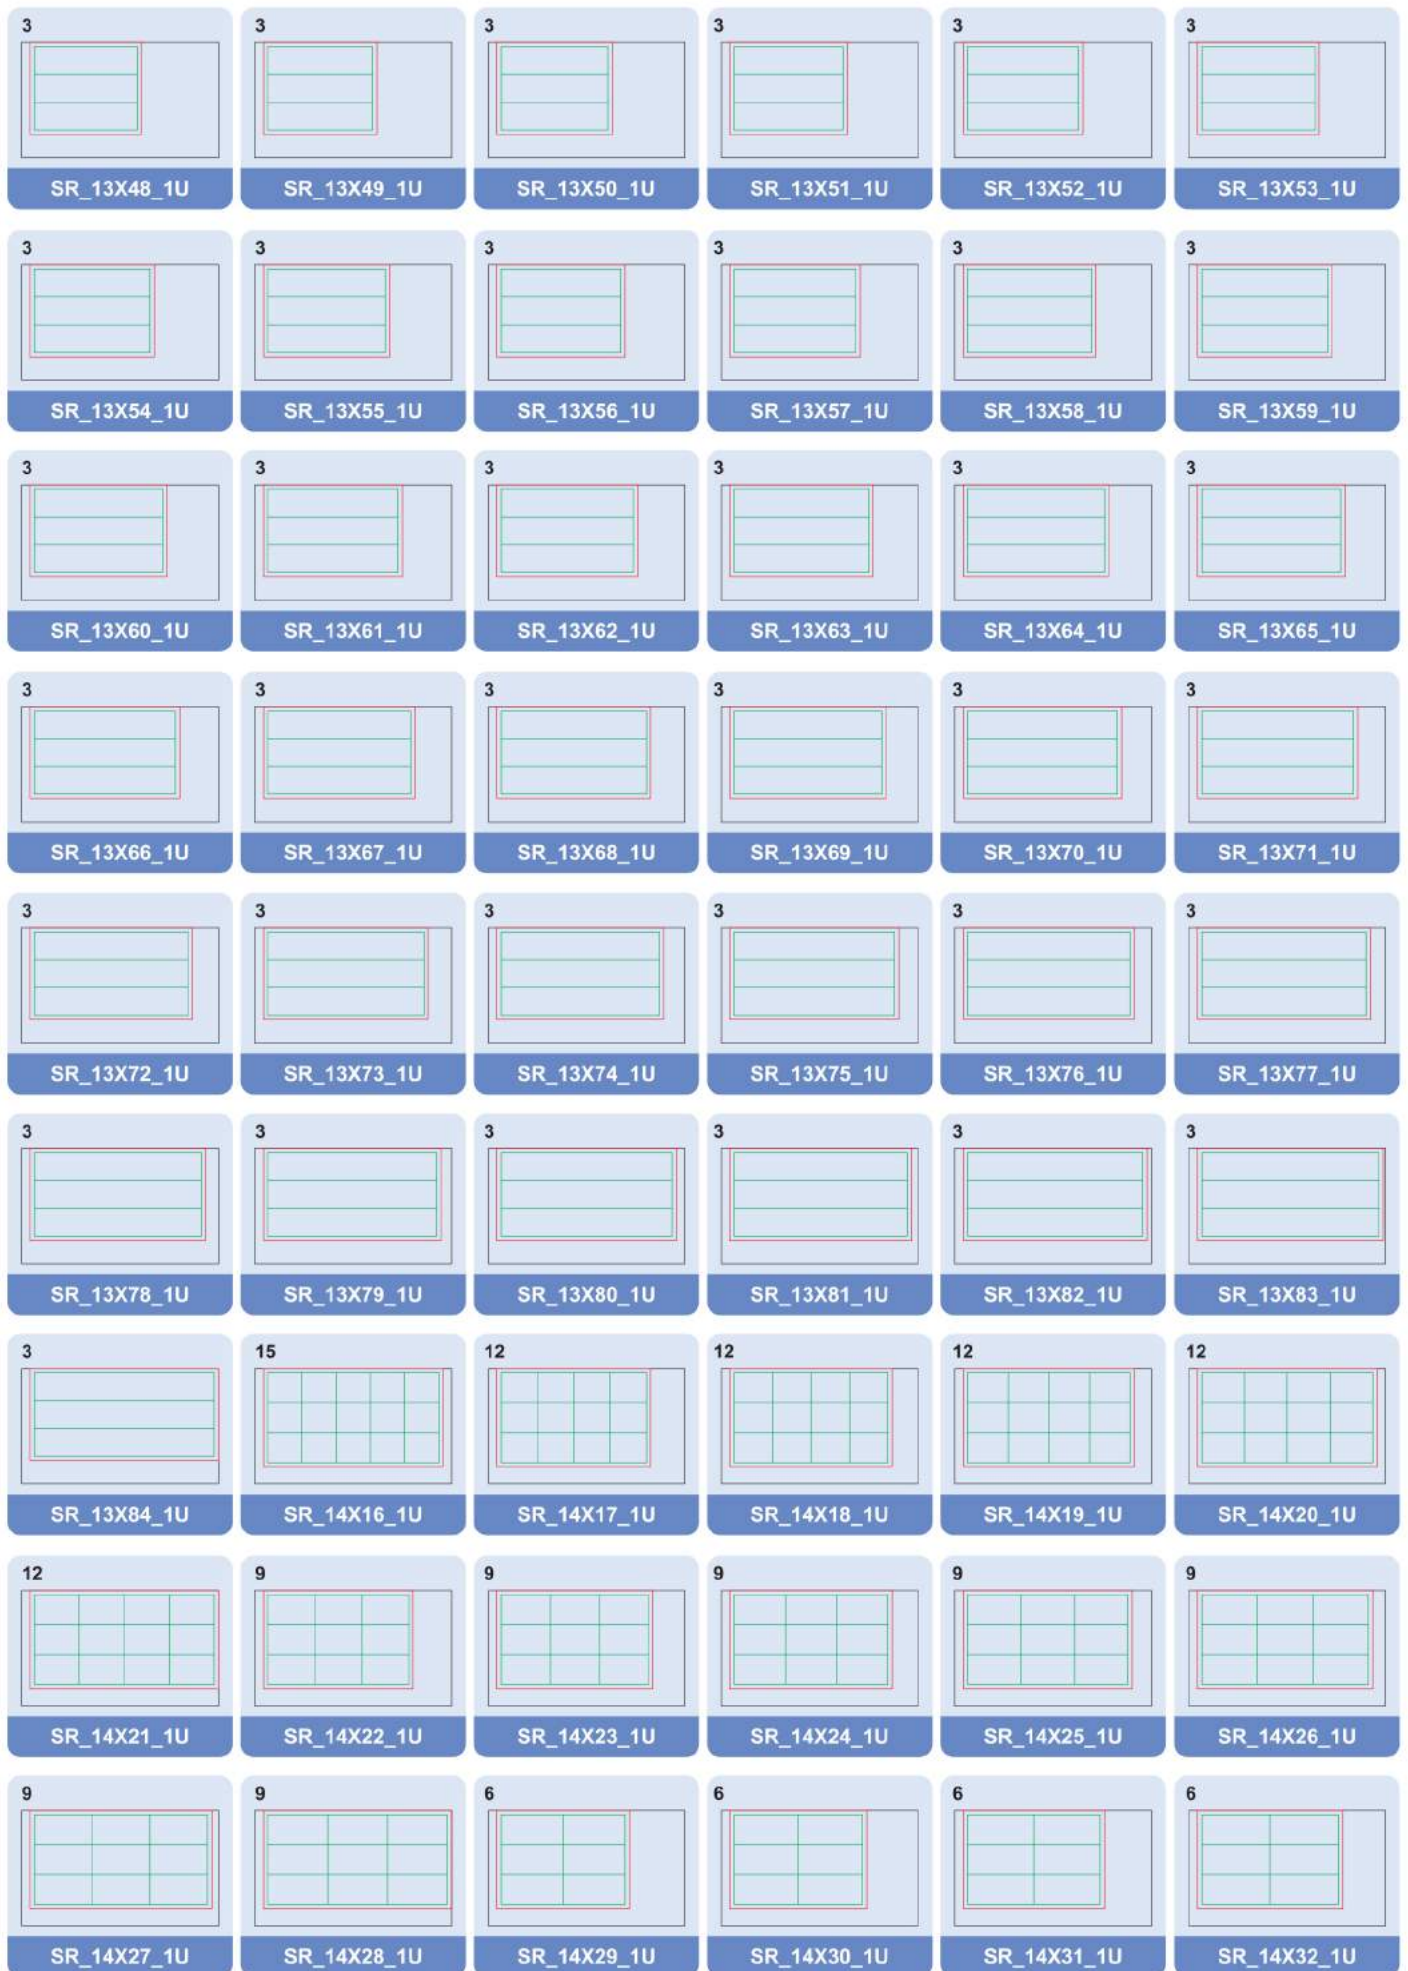 3 3 3 3 3 3
SR_13X48_1U SR_13X49_1U SR_13X50_1U SR_13X51_1U SR_13X52_1U SR_13X53_1U
3 3 3 3 3 3
SR_13X54_1U SR_13X55_1U SR_13X56_1U SR_13X57_1U SR_13X58_1U SR_13X59_1U
3 3 3 3 3 3
SR_13X60_1U SR_13X61_1U SR_13X62_1U SR_13X63_1U SR_13X64_1U SR_13X65_1U
3 3 3 3 3 3
SR_13X66_1U SR_13X67_1U SR_13X68_1U SR_13X69_1U SR_13X70_1U SR_13X71_1U
3 3 3 3 3 3
SR_13X72_1U SR_13X73_1U SR_13X74_1U SR_13X75_1U SR_13X76_1U SR_13X77_1U
3 3 3 3 3 3
SR_13X78_1U SR_13X79_1U SR_13X80_1U SR_13X81_1U SR_13X82_1U SR_13X83_1U
3 15 12 12 12 12
SR_13X84_1U SR_14X16_1U SR_14X17_1U SR_14X18_1U SR_14X19_1U SR_14X20_1U
12 9 9 9 9 9
SR_14X21_1U SR_14X22_1U SR_14X23_1U SR_14X24_1U SR_14X25_1U SR_14X26_1U
9 9 6 6 6 6
SR_14X27_1U SR_14X28_1U SR_14X29_1U SR_14X30_1U SR_14X31_1U SR_14X32_1U